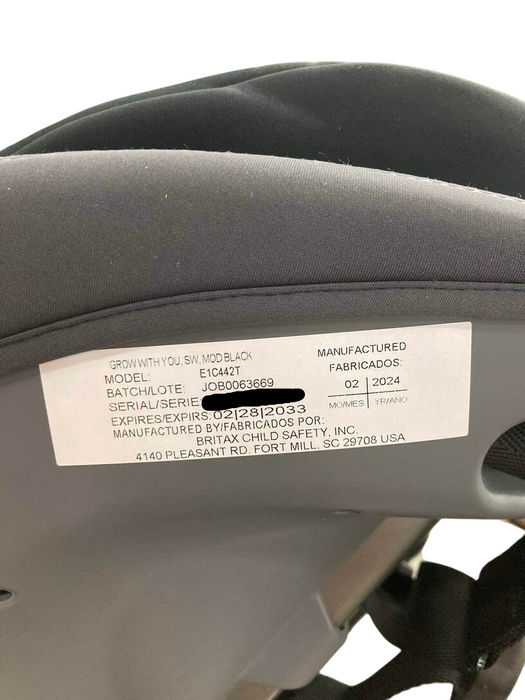 GROW WITH YOU, SW, MOD BLACK
MODEL: E1C442T
BATCH/LOTE: JOB0063669
SERIAL/SERIE
EXPIRES/EXPIRS: 02|28|2033
MANUFACTURED BY/FABRICADOS POR:
BRITAX CHILD SAFETY, INC.
4140 PLEASANT RD. FORT MILL, SC 29708 USA
MANUFACTURED
FABRICADOS:
02 | 2024
MO/MES | YR/ANO